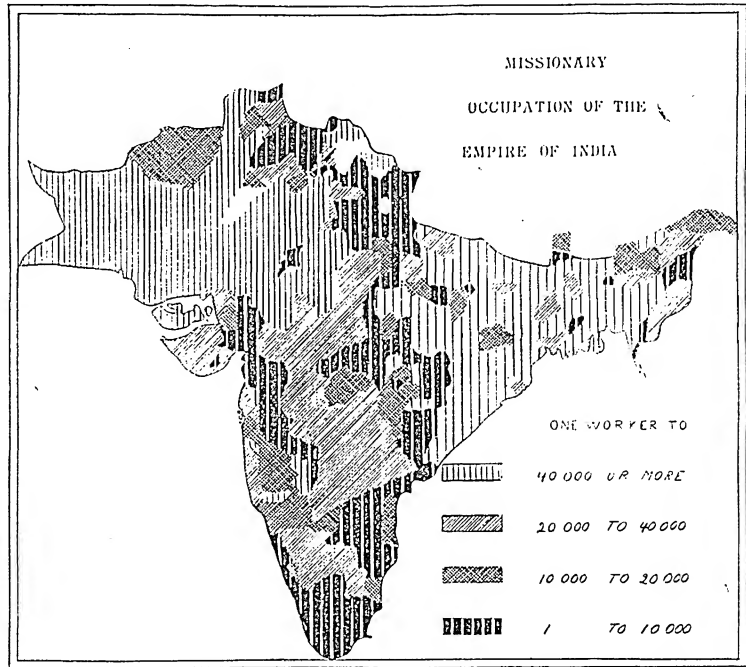 MISSIONARY
OCCUPATION OF THE
EMPIRE OF INDIA
ONE WORKER TO
40 000 OR MORE
20 000 TO 40 000
10 000 TO 20 000
1 TO 10 000